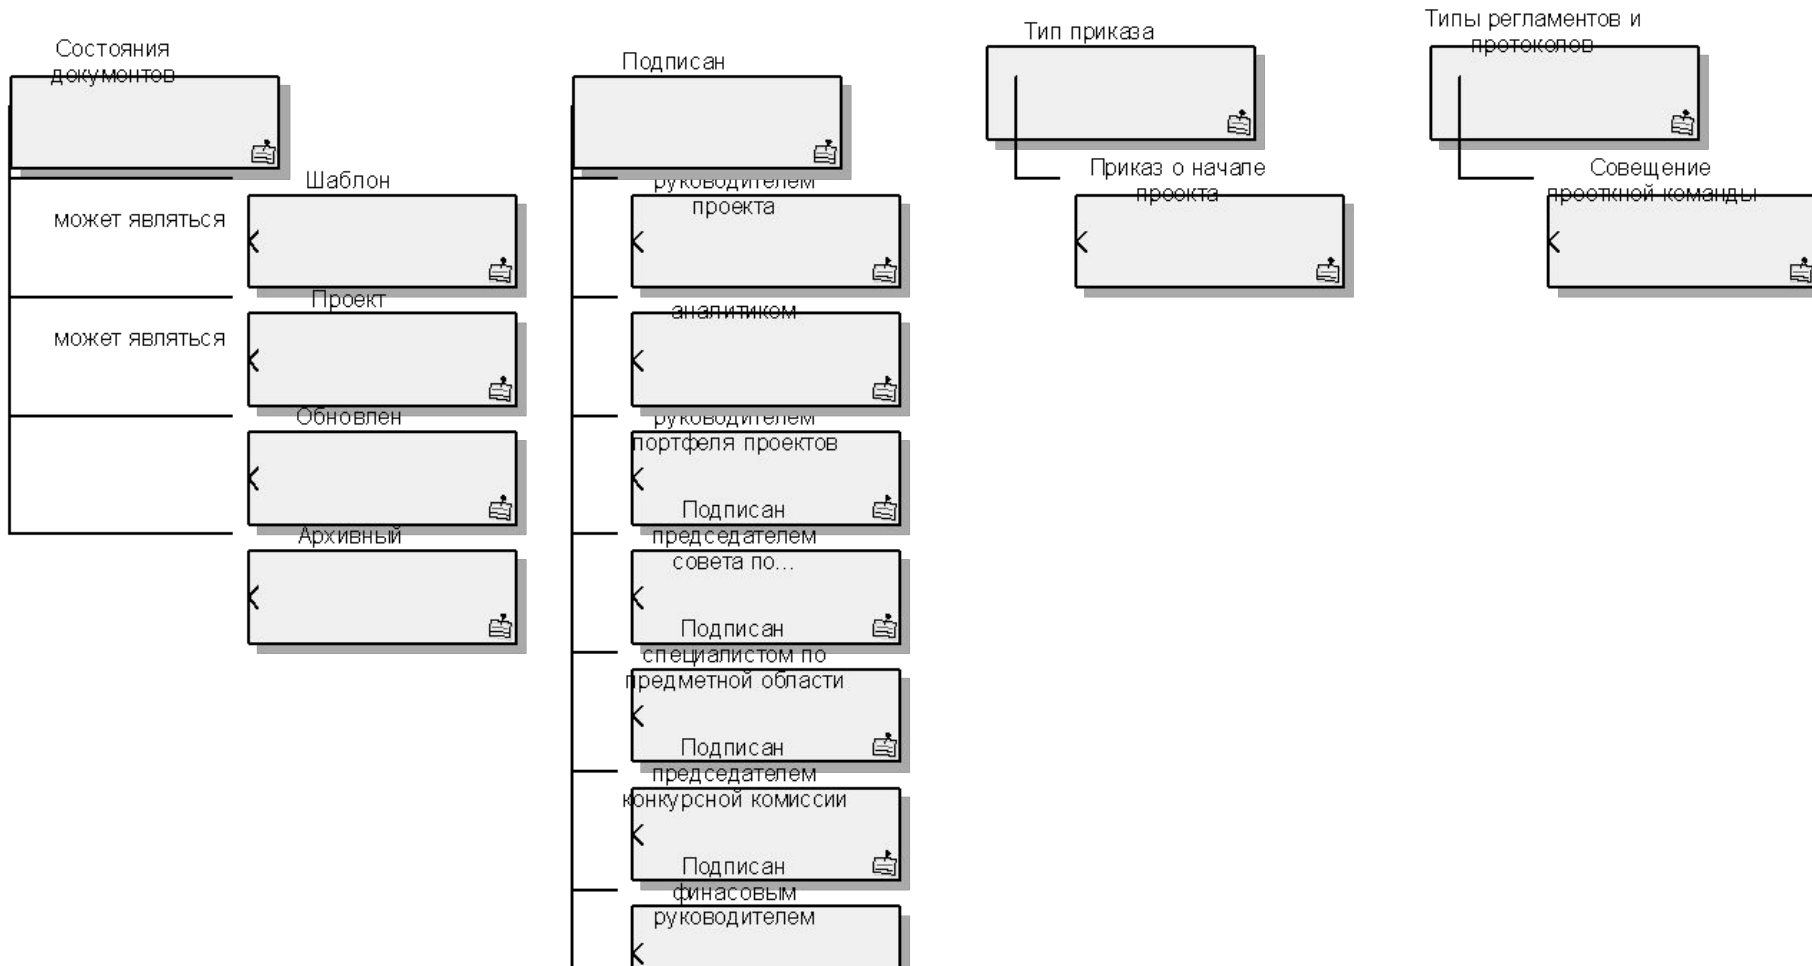 Состояния
документов
Шаблон
может являться
Проект
может являться
Обновлен
Архивный
Подписан
руководителем
проекта
аналитиком
руководителем
портфеля проектов
Подписан
председателем
совета по...
Подписан
специалистом по
предметной области
Подписан
председателем
конкурсной комиссии
Подписан
финасовым
руководителем
Тип приказа
Приказ о начале
проекта
Типы регламентов и
протоколов
Совещение
прооткной команды